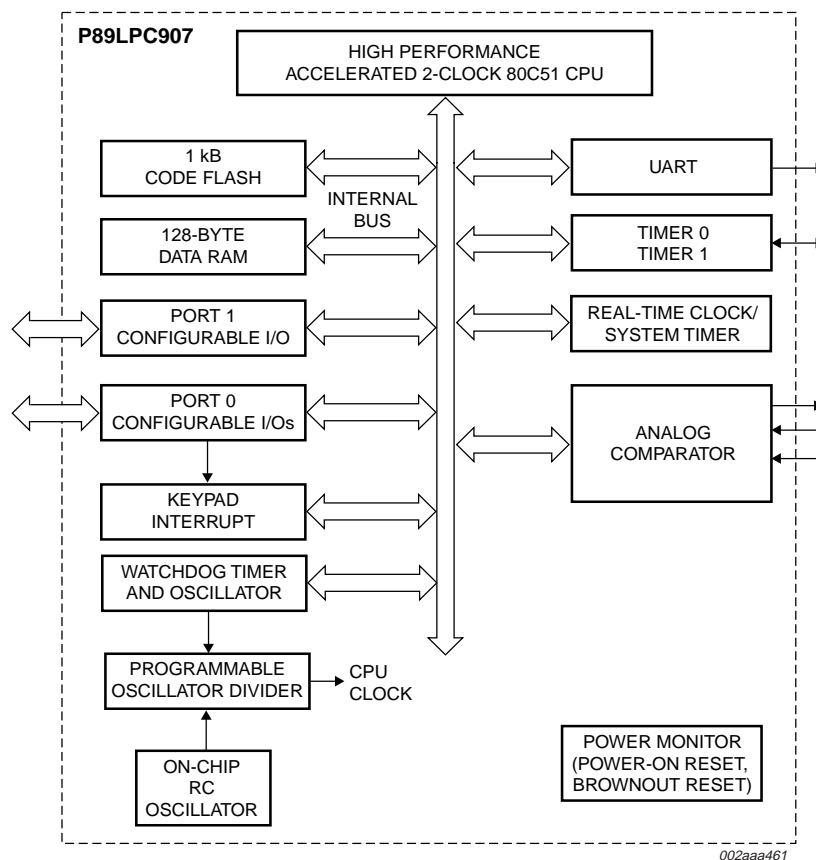 P89LPC907
HIGH PERFORMANCE
ACCELERATED 2-CLOCK 80C51 CPU
1 kB
CODE FLASH
UART
INTERNAL
BUS
128-BYTE
DATA RAM
TIMER 0
TIMER 1
PORT 1
CONFIGURABLE I/O
REAL-TIME CLOCK/
SYSTEM TIMER
PORT 0
CONFIGURABLE I/Os
ANALOG
COMPARATOR
KEYPAD
INTERRUPT
WATCHDOG TIMER
AND OSCILLATOR
PROGRAMMABLE
OSCILLATOR DIVIDER
CPU
CLOCK
POWER MONITOR
(POWER-ON RESET,
BROWNOUT RESET)
ON-CHIP
RC
OSCILLATOR
002aaa461